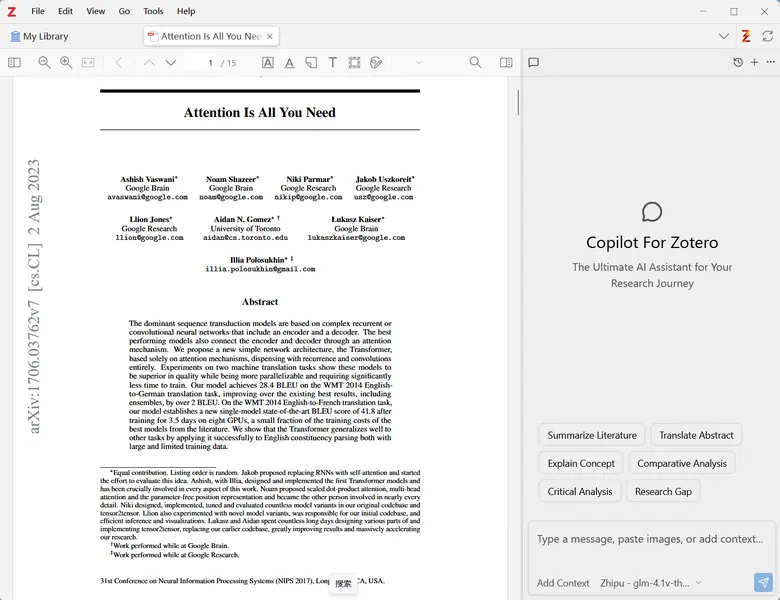 File Edit View Go Tools Help
My Library
Attention Is All You Nee
1 / 15
Attention Is All You Need
Ashish Vaswani* Noam Shazeer* Niki Parmar* Jakob Uszkoreit*
Google Brain Google Brain Google Research Google Research
avaswani@google.com noam@google.com nikip@google.com usz@google.com
Llion Jones* Aidan N. Gomez* † Łukasz Kaiser*
Google Research University of Toronto Google Brain
llion@google.com aidan@cs.toronto.edu lukaszkaiser@google.com
Illia Polosukhin* ‡
illia.polosukhin@gmail.com
arXiv:1706.03762v7 [cs.CL] 2 Aug 2023
Abstract
The dominant sequence transduction models are based on complex recurrent or
convolutional neural networks that include an encoder and a decoder. The best
performing models also connect the encoder and decoder through an attention
mechanism. We propose a new simple network architecture, the Transformer,
based solely on attention mechanisms, dispensing with recurrence and convolutions
entirely. Experiments on two machine translation tasks show these models to
be superior in quality while being more parallelizable and requiring significantly
less time to train. Our model achieves 28.4 BLEU on the WMT 2014 English-
to-German translation task, improving over the existing best results, including
ensembles, by over 2 BLEU. On the WMT 2014 English-to-French translation task,
our model establishes a new single-model state-of-the-art BLEU score of 41.8 after
training for 3.5 days on eight GPUs, a small fraction of the training costs of the
best models from the literature. We show that the Transformer generalizes well to
other tasks by applying it successfully to English constituency parsing both with
large and limited training data.
*Equal contribution. Listing order is random. Jakob proposed replacing RNNs with self-attention and started
the effort to evaluate this idea. Ashish, with Illia, designed and implemented the first Transformer models and
has been crucially involved in every aspect of this work. Noam proposed scaled dot-product attention, multi-head
attention and the parameter-free position representation and became the other person involved in nearly every
detail. Niki designed, implemented, tuned and evaluated countless model variants in our original codebase and
tensor2tensor. Llion also experimented with novel model variants, was responsible for our initial codebase, and
efficient inference and visualizations. Lukasz and Aidan spent countless long days designing various parts of and
implementing tensor2tensor, replacing our earlier codebase, greatly improving results and massively accelerating
our research.
†Work performed while at Google Brain.
‡Work performed while at Google Research.
31st Conference on Neural Information Processing Systems (NIPS 2017), Long CA, USA.
搜索
Copilot For Zotero
The Ultimate AI Assistant for Your
Research Journey
Summarize Literature Translate Abstract
Explain Concept Comparative Analysis
Critical Analysis Research Gap
Type a message, paste images, or add context...
Add Context Zhipu - glm-4.1v-th...